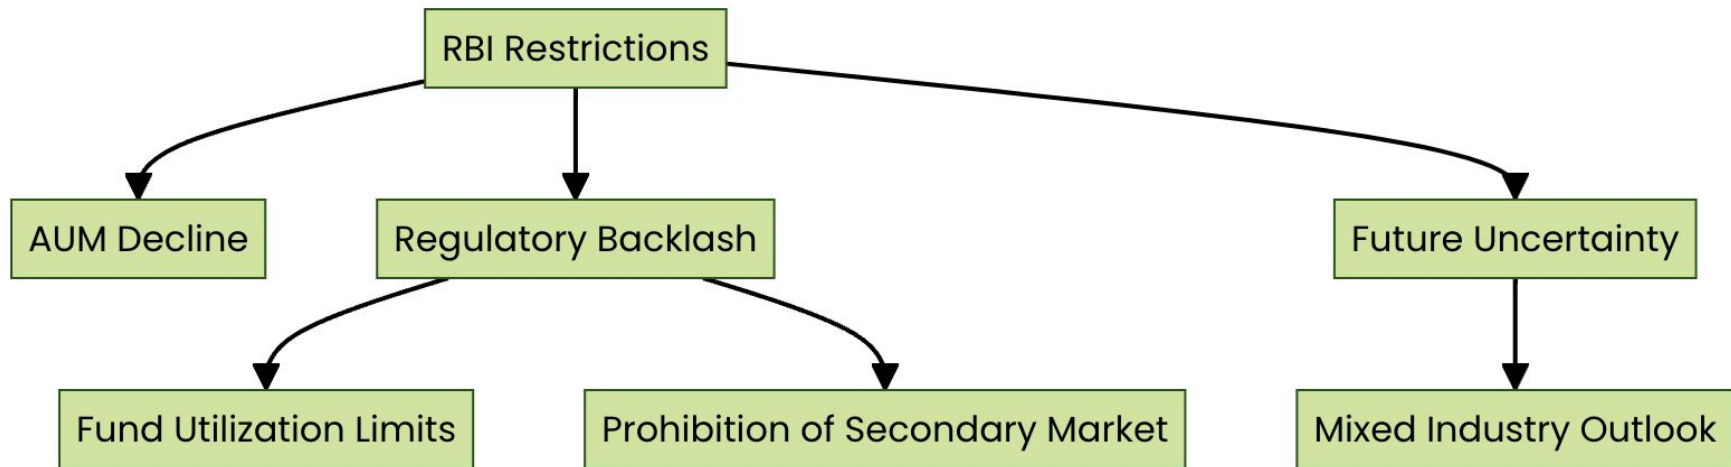 RBI Restrictions
AUM Decline
Regulatory Backlash
Future Uncertainty
Fund Utilization Limits
Prohibition of Secondary Market
Mixed Industry Outlook